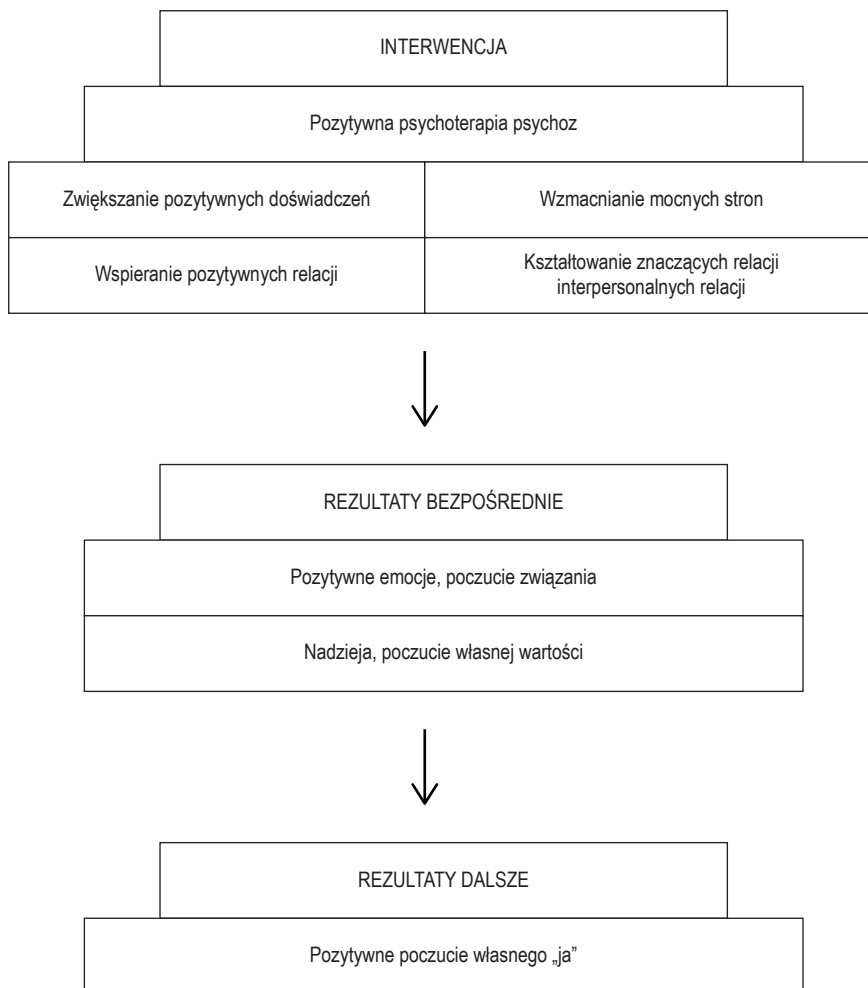 INTERWENCJA
Pozytywna psychoterapia psychoz
Zwiększanie pozytywnych doświadczeń
Wzmacnianie mocnych stron
Wspieranie pozytywnych relacji
Kształtowanie znaczących relacji
interpersonalnych relacji
REZULTATY BEZPOŚREDNIE
Pozytywne emocje, poczucie związania
Nadzieja, poczucie własnej wartości
REZULTATY DALSZE
Pozytywne poczucie własnego „ja”